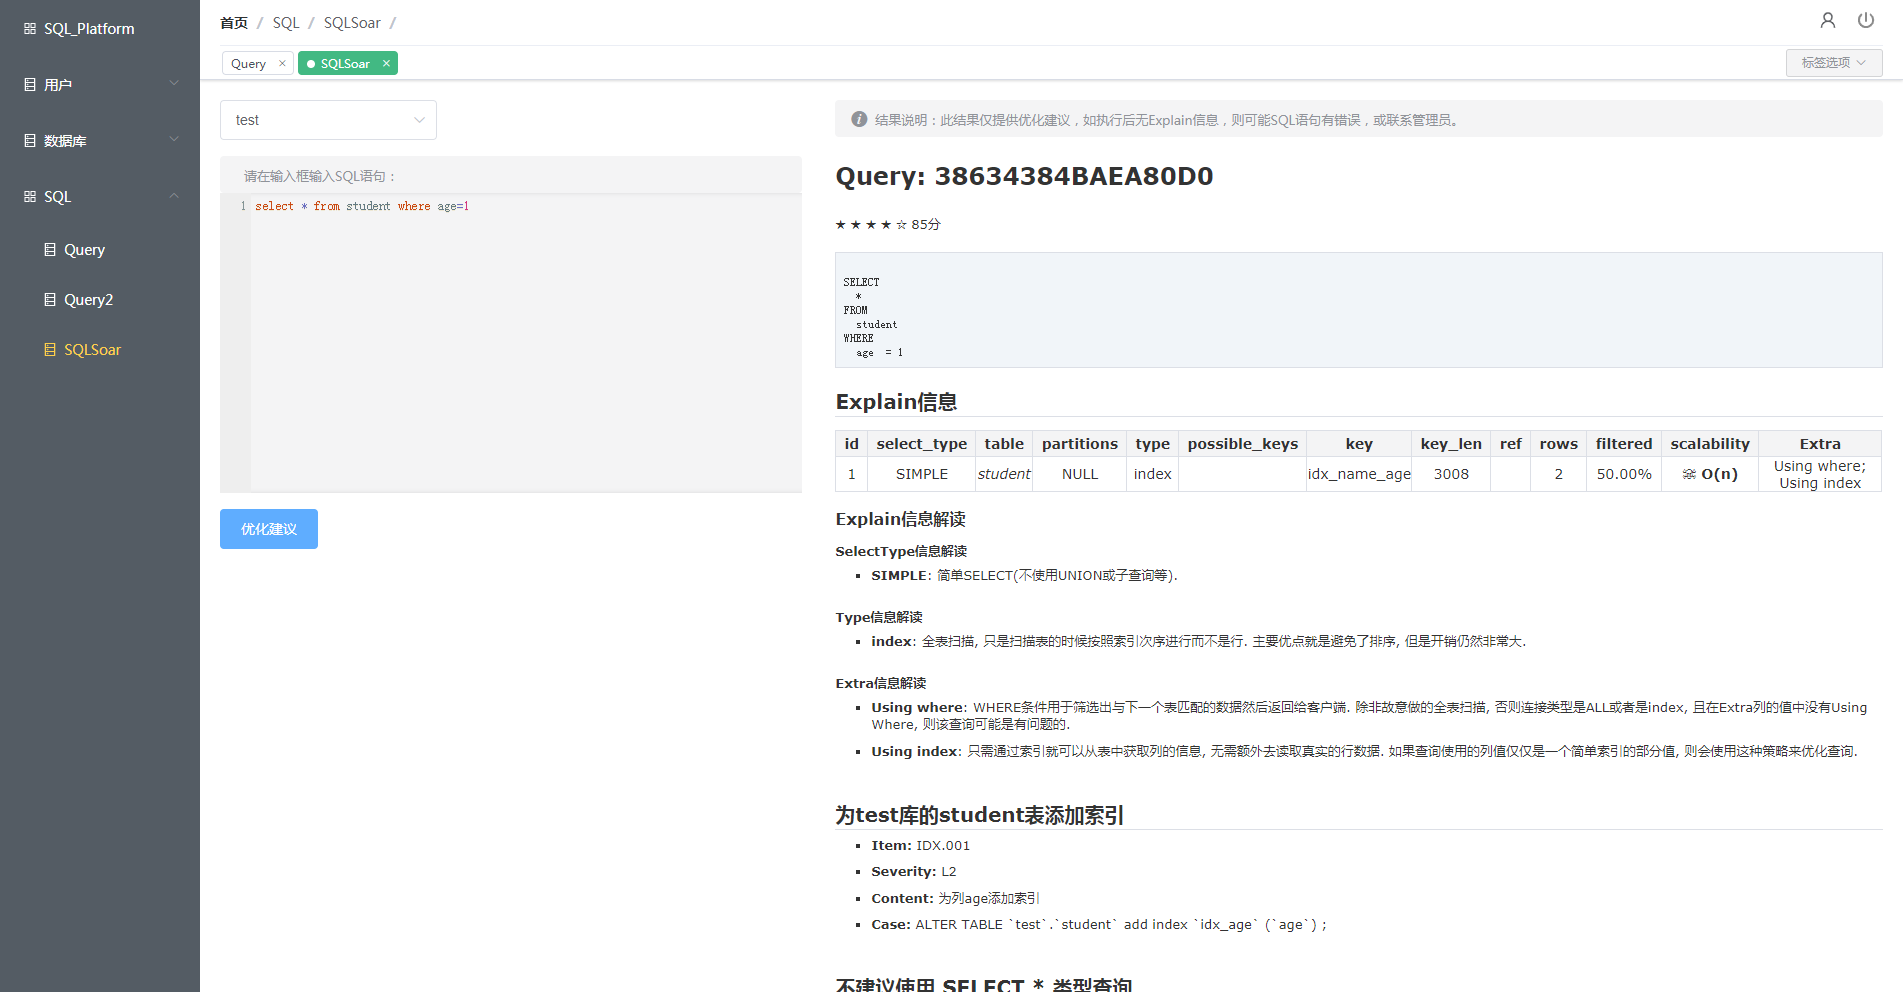 SQL_Platform
用户
数据库
SQL
Query
Query2
SQLSoar
首页 / SQL / SQLSoar /
Query × SQLSoar ×
标签选项
test
请在输入框输入SQL语句：
1 select * from student where age=1
优化建议
结果说明：此结果仅提供优化建议，如执行后无Explain信息，则可能SQL语句有错误，或联系管理员。
Query: 38634384BAEA80D0
★ ★ ★ ★ ☆ 85分
SELECT
*
FROM
student
WHERE
age = 1
Explain信息
id select_type table partitions type possible_keys key key_len ref rows filtered scalability Extra
1 SIMPLE student NULL index idx_name_age 3008 2 50.00% ☠️ O(n) Using where;
Using index
Explain信息解读
SelectType信息解读
▪ SIMPLE: 简单SELECT(不使用UNION或子查询等).
Type信息解读
▪ index: 全表扫描, 只是扫描表的时候按照索引次序进行而不是行. 主要优点就是避免了排序, 但是开销仍然非常大.
Extra信息解读
▪ Using where: WHERE条件用于筛选出与下一个表匹配的数据然后返回给客户端. 除非故意做的全表扫描, 否则连接类型是ALL或者是index, 且在Extra列的值中没有Using
Where, 则该查询可能是有问题的.
▪ Using index: 只需通过索引就可以从表中获取列的信息, 无需额外去读取真实的行数据. 如果查询使用的列值仅仅是一个简单索引的部分值, 则会使用这种策略来优化查询.
为test库的student表添加索引
▪ Item: IDX.001
▪ Severity: L2
▪ Content: 为列age添加索引
▪ Case: ALTER TABLE `test`.`student` add index `idx_age` (`age`) ;
不建议使用 SELECT * 类型查询